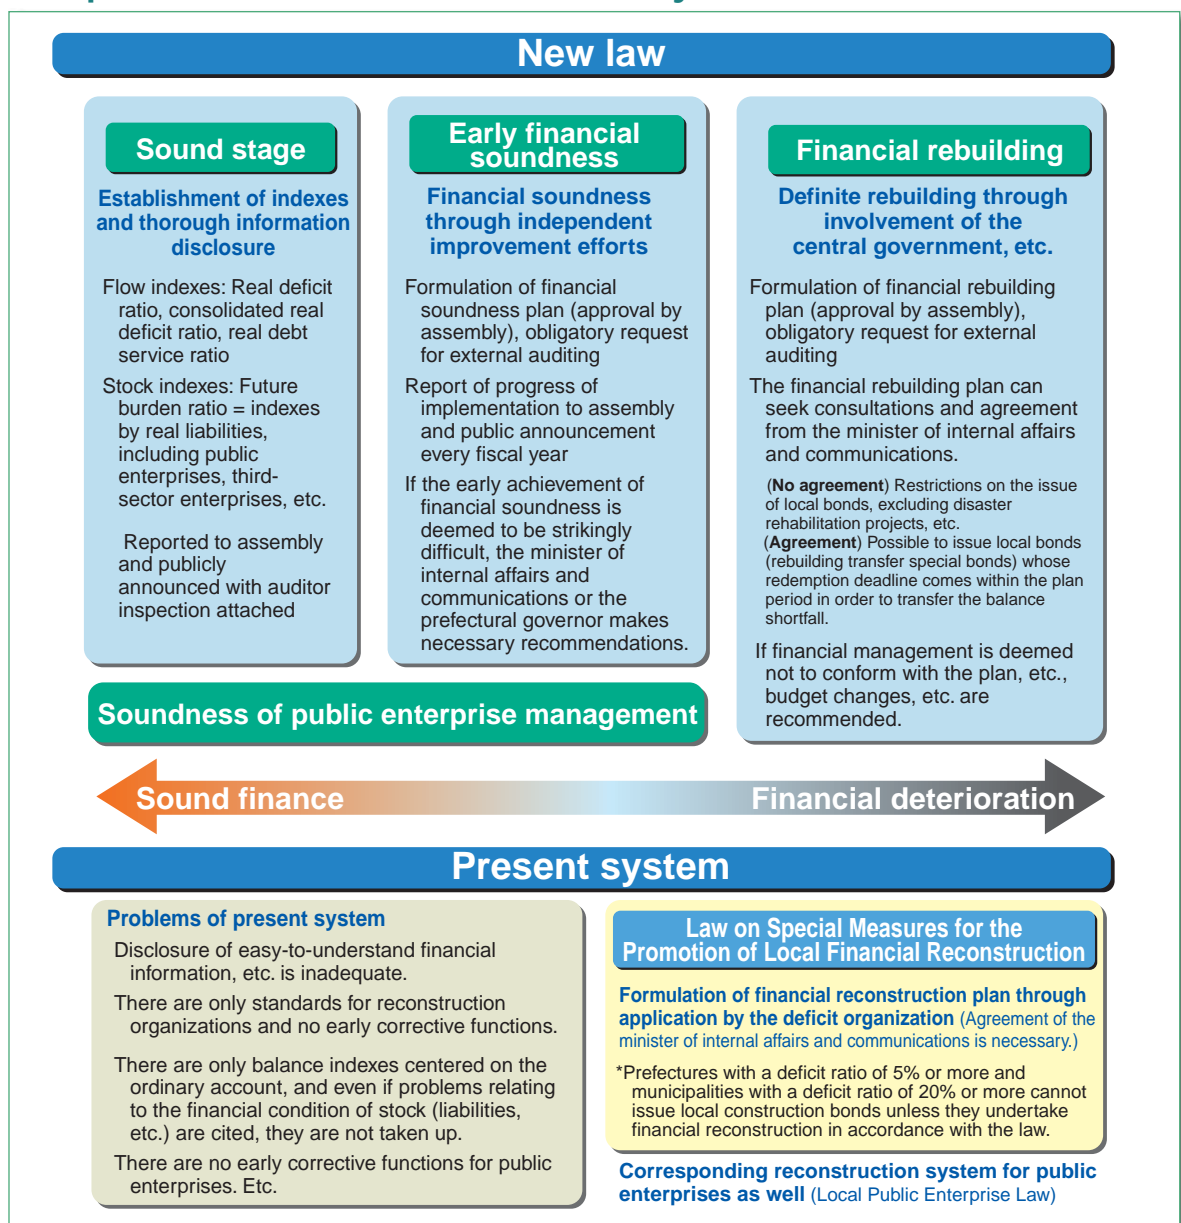 New law
Sound stage
Establishment of indexes
and thorough information
disclosure
Flow indexes: Real deficit
ratio, consolidated real
deficit ratio, real debt
service ratio
Stock indexes: Future
burden ratio = indexes
by real liabilities,
including public
enterprises, third-
sector enterprises, etc.
Reported to assembly
and publicly
announced with auditor
inspection attached
Early financial
soundness
Financial soundness
through independent
improvement efforts
Formulation of financial
soundness plan (approval by
assembly), obligatory request
for external auditing
Report of progress of
implementation to assembly
and public announcement
every fiscal year
If the early achievement of
financial soundness is
deemed to be strikingly
difficult, the minister of
internal affairs and
communications or the
prefectural governor makes
necessary recommendations.
Financial rebuilding
Definite rebuilding through
involvement of the
central government, etc.
Formulation of financial rebuilding
plan (approval by assembly),
obligatory request for external
auditing
The financial rebuilding plan can
seek consultations and agreement
from the minister of internal affairs
and communications.
(No agreement) Restrictions on the issue
of local bonds, excluding disaster
rehabilitation projects, etc.
(Agreement) Possible to issue local bonds
(rebuilding transfer special bonds) whose
redemption deadline comes within the plan
period in order to transfer the balance
shortfall.
If financial management is deemed
not to conform with the plan, etc.,
budget changes, etc. are
recommended.
Soundness of public enterprise management
Sound finance
Financial deterioration
Present system
Problems of present system
Disclosure of easy-to-understand financial
information, etc. is inadequate.
There are only standards for reconstruction
organizations and no early corrective functions.
There are only balance indexes centered on the
ordinary account, and even if problems relating
to the financial condition of stock (liabilities,
etc.) are cited, they are not taken up.
There are no early corrective functions for public
enterprises. Etc.
Law on Special Measures for the
Promotion of Local Financial Reconstruction
Formulation of financial reconstruction plan through
application by the deficit organization (Agreement of the
minister of internal affairs and communications is necessary.)
*Prefectures with a deficit ratio of 5% or more and
municipalities with a deficit ratio of 20% or more cannot
issue local construction bonds unless they undertake
financial reconstruction in accordance with the law.
Corresponding reconstruction system for public
enterprises as well (Local Public Enterprise Law)